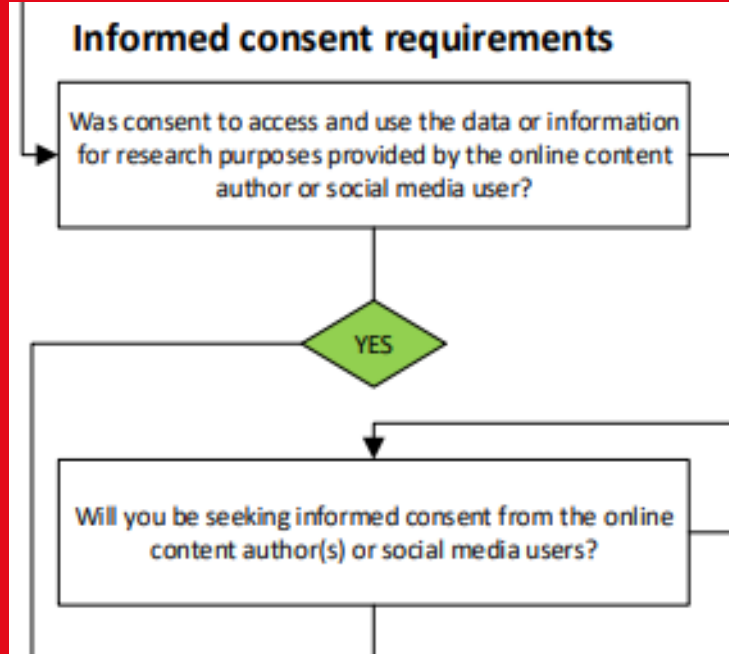 Informed consent requirements
Was consent to access and use the data or information
for research purposes provided by the online content
author or social media user?
YES
Will you be seeking informed consent from the online
content author(s) or social media users?